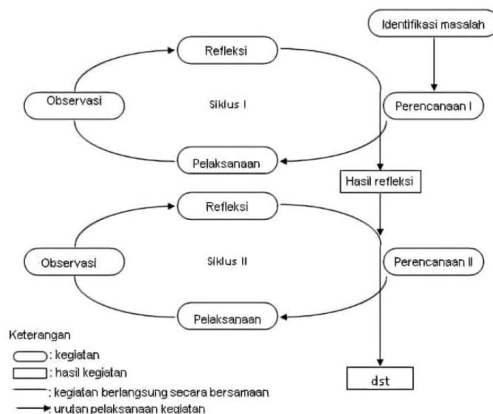 Identifikasi masalah
Refleksi
Observasi
Siklus I
Perencanaan I
Pelaksanaan
Hasil refleksi
Refleksi
Observasi
Siklus II
Perencanaan II
Pelaksanaan
Keterangan
: kegiatan
: hasil kegiatan
: kegiatan berlangsung secara bersamaan
: urutan pelaksanaan kegiatan
dst